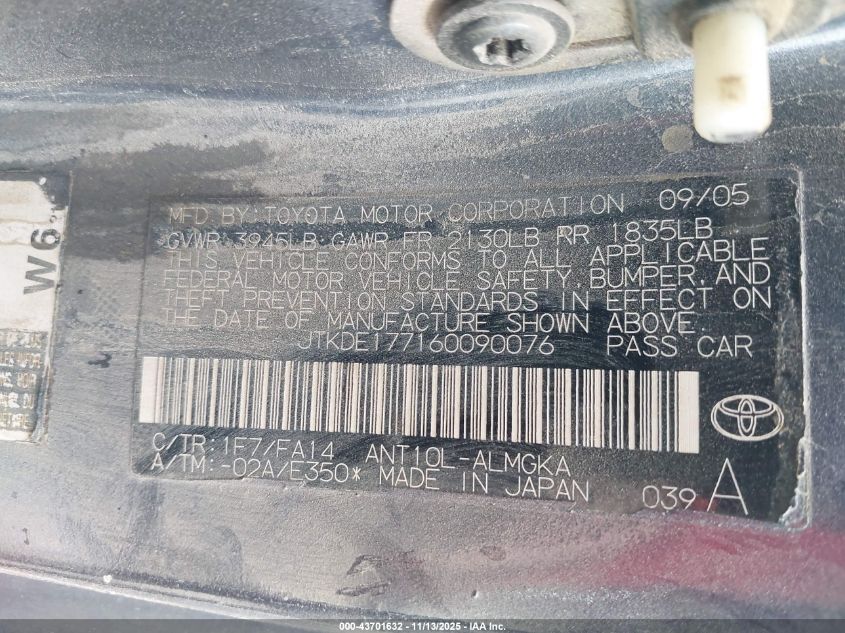 W 6
09/05
MFD BY: TOYOTA MOTOR CORPORATION
GVWR 3945LB GAWR FR 2130LB RR 1835LB
THIS VEHICLE CONFORMS TO ALL APPLICABLE
FEDERAL MOTOR VEHICLE SAFETY, BUMPER, AND
THEFT PREVENTION STANDARDS IN EFFECT ON
THE DATE OF MANUFACTURE SHOWN ABOVE.
JTKDE177160090076 PASS CAR
C/TR: 1F7/FA14 ANT10L-ALMGKA
A/TM: -02A/E350* MADE IN JAPAN
039 A
000-43701632 - 11/13/2025 - IAA Inc.